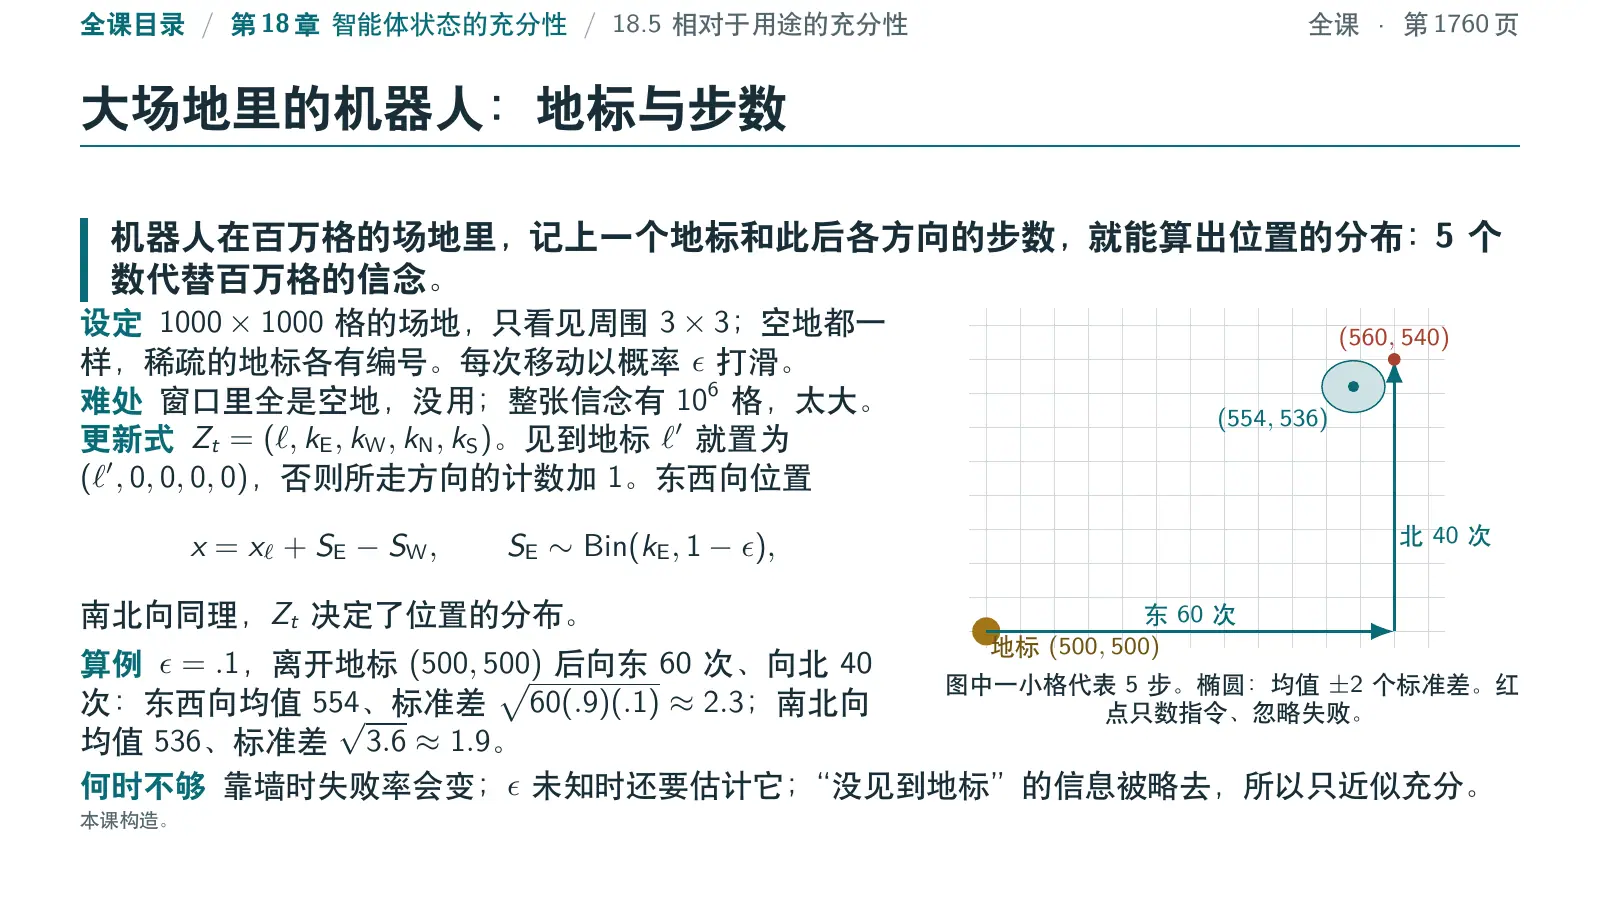 全课目录 / 第18章 智能体状态的充分性 / 18.5 相对于用途的充分性
全课 · 第1760页
大场地里的机器人：地标与步数
机器人在百万格的场地里，记上一个地标和此后各方向的步数，就能算出位置的分布：5 个
数代替百万格的信念。
设定 1000 × 1000 格的场地，只看见周围 3 × 3；空地都一
样，稀疏的地标各有编号。每次移动以概率 ϵ 打滑。
难处 窗口里全是空地，没用；整张信念有 10⁶ 格，太大。
更新式 Z_t = (ℓ, k_E, k_W, k_N, k_S)。见到地标 ℓ′ 就置为
(ℓ′, 0, 0, 0, 0)，否则所走方向的计数加 1。东西向位置
x = x_ℓ + S_E − S_W,  S_E ∼ Bin(k_E, 1 − ϵ),
南北向同理，Z_t 决定了位置的分布。
算例 ϵ = .1，离开地标 (500, 500) 后向东 60 次、向北 40
次：东西向均值 554、标准差 √60(.9)(.1) ≈ 2.3；南北向
均值 536、标准差 √3.6 ≈ 1.9。
(560, 540)
(554, 536)
北 40 次
东 60 次
地标 (500, 500)
图中一小格代表 5 步。椭圆：均值 ±2 个标准差。红
点只数指令、忽略失败。
何时不够 靠墙时失败率会变；ϵ 未知时还要估计它；“没见到地标” 的信息被略去，所以只近似充分。
本课构造。